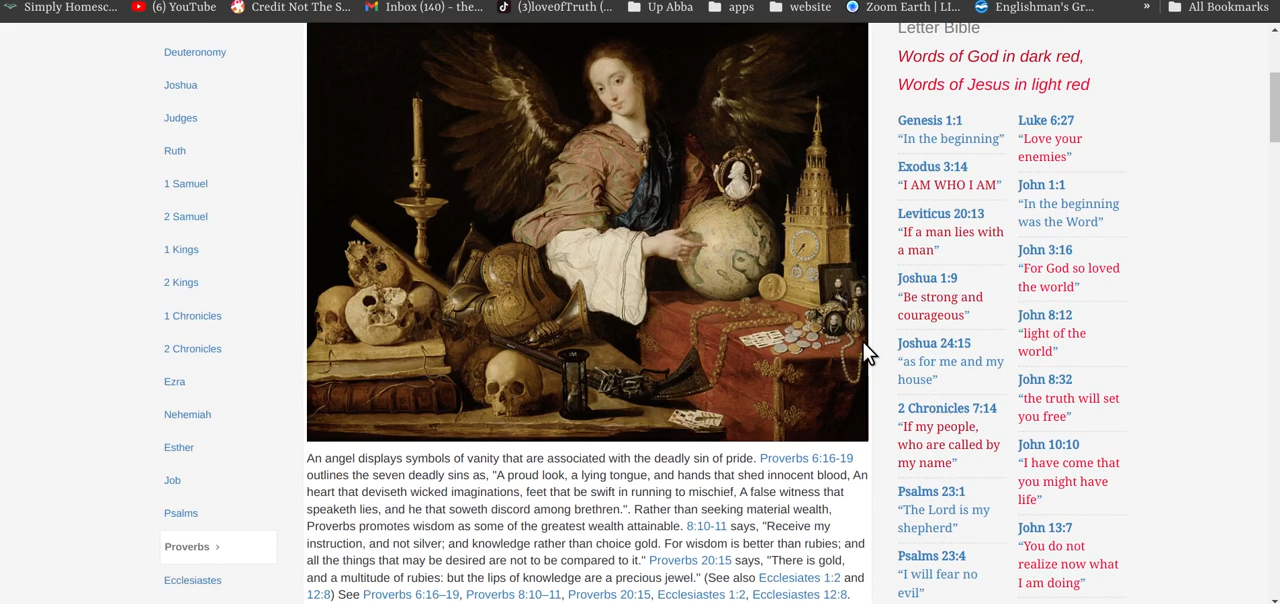 Simply Homesc...
(6) YouTube
Credit Not The S...
Inbox (140) - the...
(3)love0fTruth (...
Up Abba
apps
website
Zoom Earth | LI...
Englishman's Gr...
»
All Bookmarks
Deuteronomy
Joshua
Judges
Ruth
1 Samuel
2 Samuel
1 Kings
2 Kings
1 Chronicles
2 Chronicles
Ezra
Nehemiah
Esther
Job
Psalms
Proverbs ›
Ecclesiastes
An angel displays symbols of vanity that are associated with the deadly sin of pride. Proverbs 6:16-19
outlines the seven deadly sins as, "A proud look, a lying tongue, and hands that shed innocent blood, An
heart that deviseth wicked imaginations, feet that be swift in running to mischief, A false witness that
speaketh lies, and he that soweth discord among brethren.". Rather than seeking material wealth,
Proverbs promotes wisdom as some of the greatest wealth attainable. 8:10-11 says, "Receive my
instruction, and not silver; and knowledge rather than choice gold. For wisdom is better than rubies; and
all the things that may be desired are not to be compared to it." Proverbs 20:15 says, "There is gold,
and a multitude of rubies: but the lips of knowledge are a precious jewel." (See also Ecclesiates 1:2 and
12:8) See Proverbs 6:16–19, Proverbs 8:10–11, Proverbs 20:15, Ecclesiastes 1:2, Ecclesiastes 12:8.
Letter Bible
Words of God in dark red,
Words of Jesus in light red
Genesis 1:1
“In the beginning”
Exodus 3:14
“I AM WHO I AM”
Leviticus 20:13
“If a man lies with
a man”
Joshua 1:9
“Be strong and
courageous”
Joshua 24:15
“as for me and my
house”
2 Chronicles 7:14
“If my people,
who are called by
my name”
Psalms 23:1
“The Lord is my
shepherd”
Psalms 23:4
“I will fear no
evil”
Luke 6:27
“Love your
enemies”
John 1:1
“In the beginning
was the Word”
John 3:16
“For God so loved
the world”
John 8:12
“light of the
world”
John 8:32
“the truth will set
you free”
John 10:10
“I have come that
you might have
life”
John 13:7
“You do not
realize now what
I am doing”